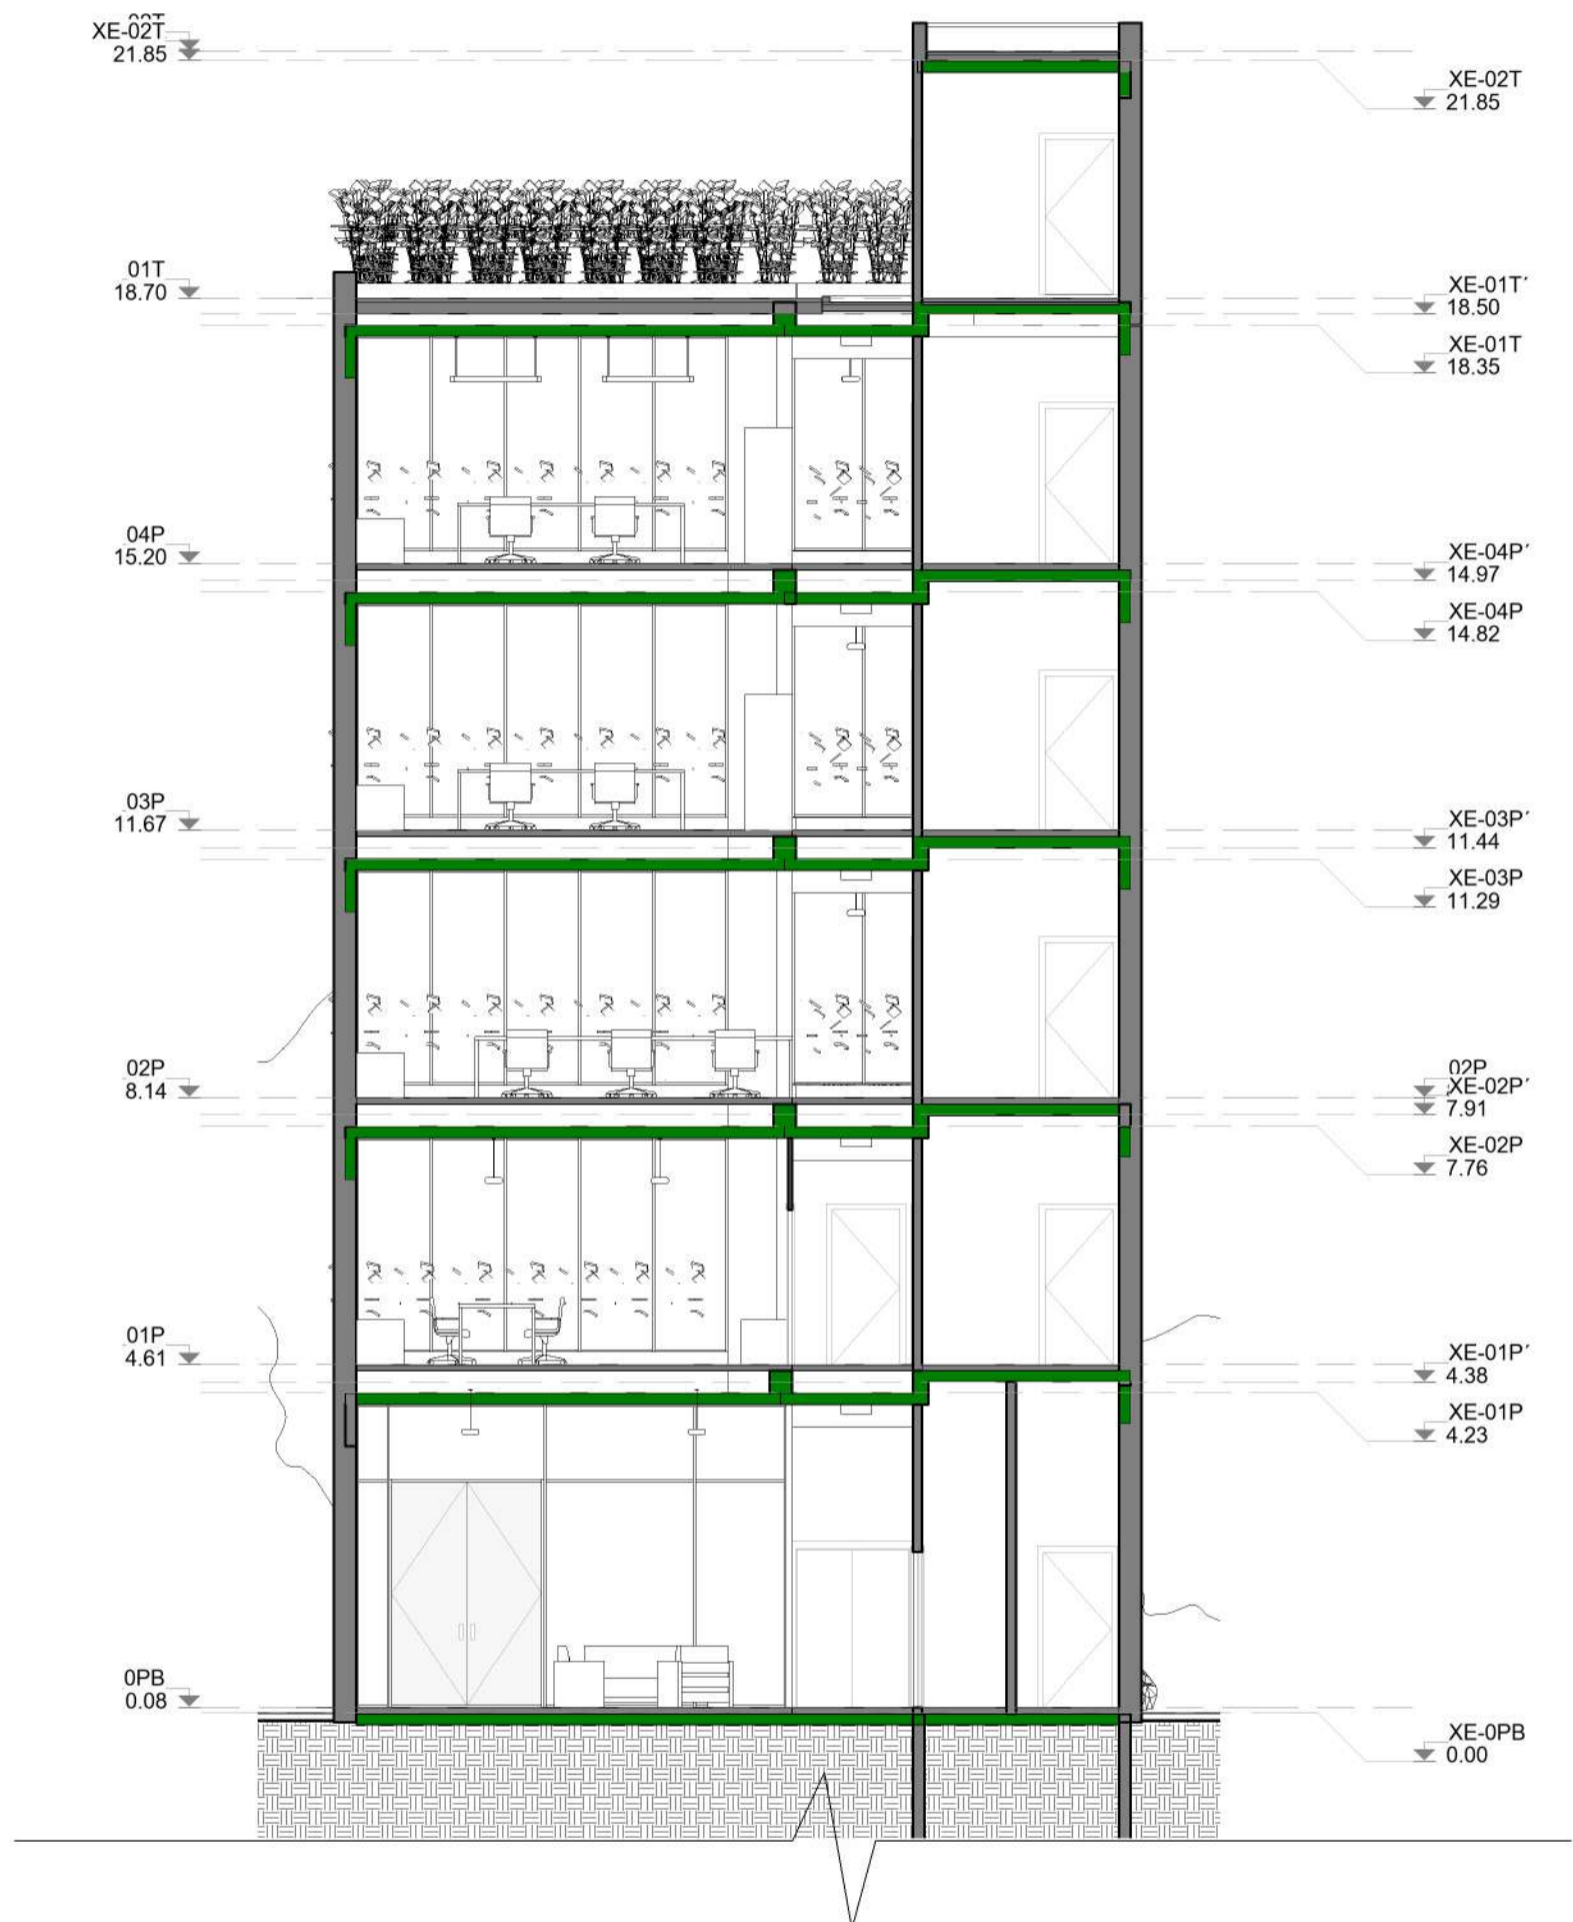 XE-02T
21.85
XE-02T
21.85
01T
18.70
XE-01T'
18.50
XE-01T
18.35
04P
15.20
XE-04P'
14.97
XE-04P
14.82
03P
11.67
XE-03P'
11.44
XE-03P
11.29
02P
8.14
02P
XE-02P'
7.91
XE-02P
7.76
01P
4.61
XE-01P'
4.38
XE-01P
4.23
0PB
0.08
XE-0PB
0.00